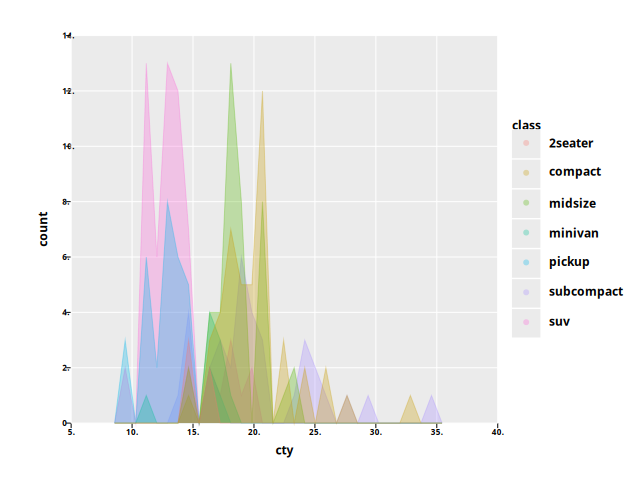 14.
12.
10.
8.
6.
4.
2.
0.
5.
10.
15.
20.
25.
30.
35.
40.
count
cty
class
2seater
compact
midsize
minivan
pickup
subcompact
suv